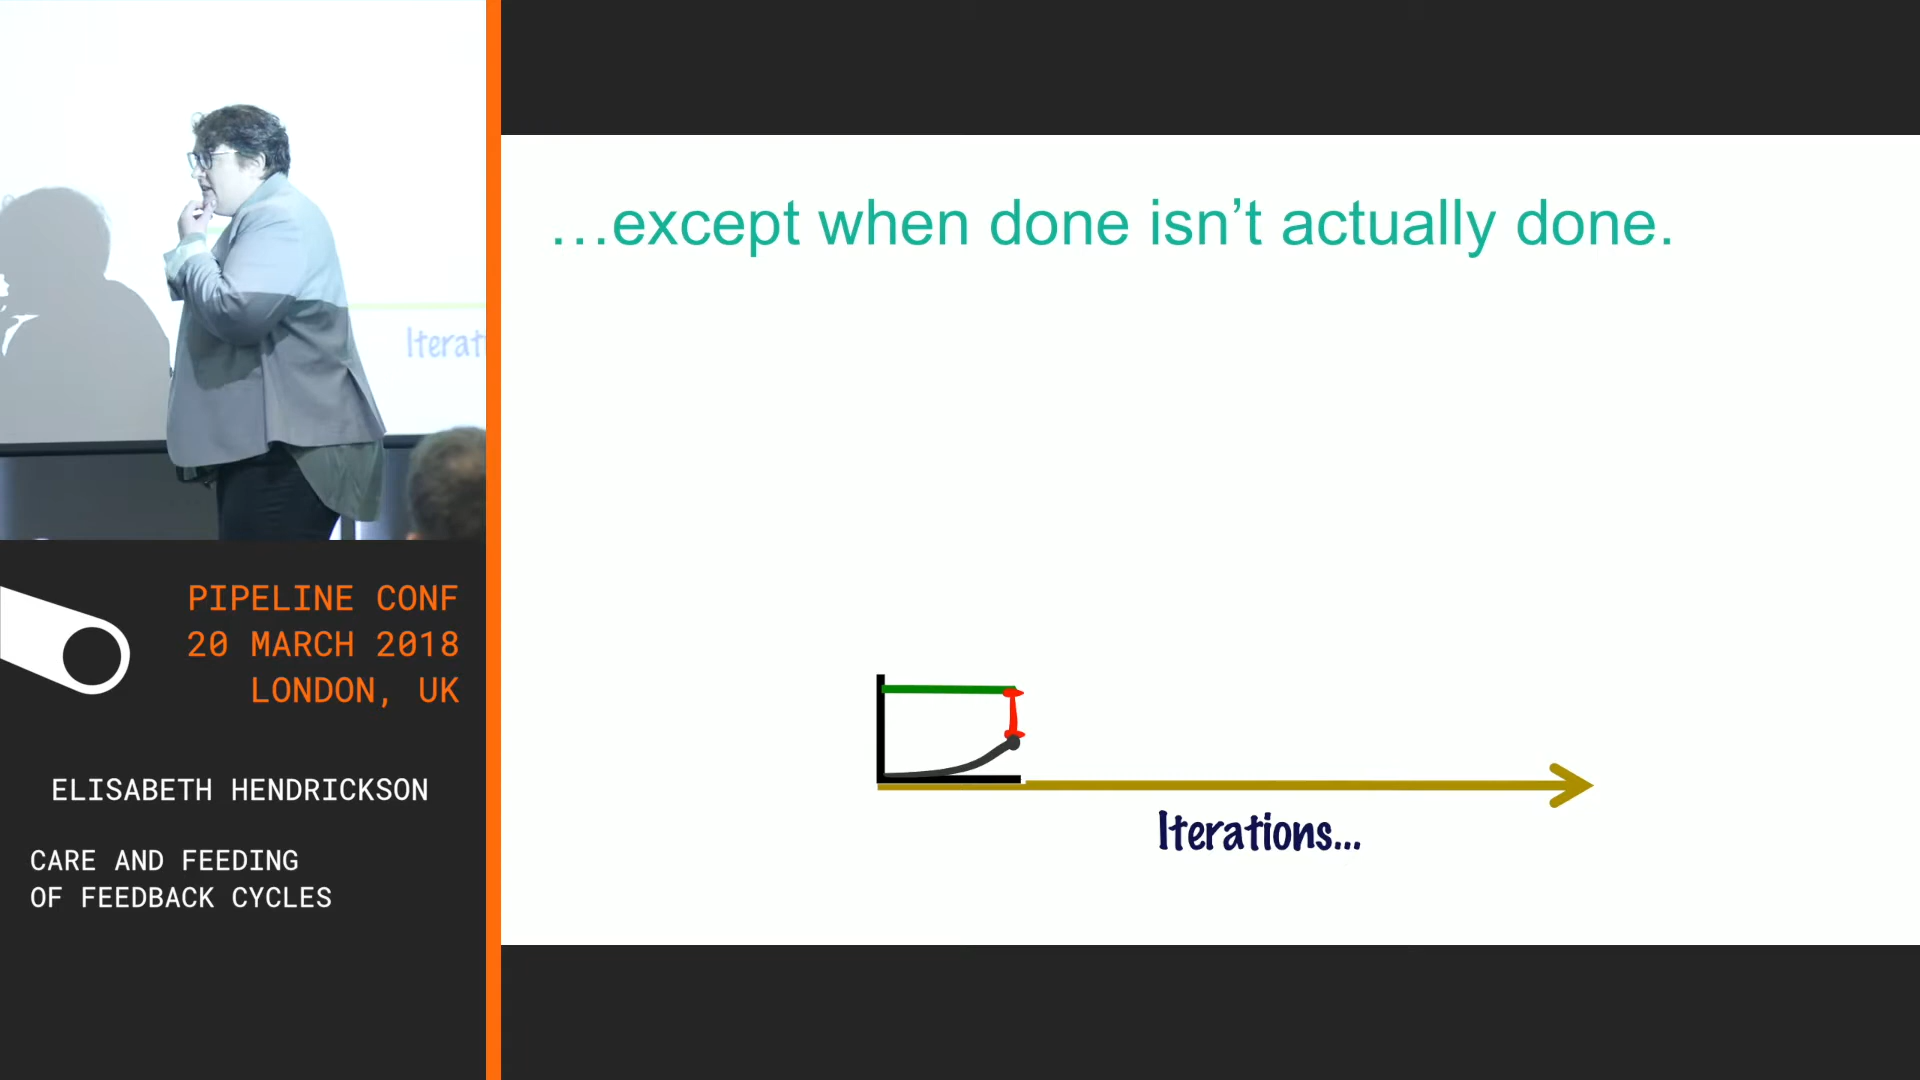 …except when done isn’t actually done.
Iterations...
Iterat
PIPELINE CONF
20 MARCH 2018
LONDON, UK
ELISABETH HENDRICKSON
CARE AND FEEDING
OF FEEDBACK CYCLES